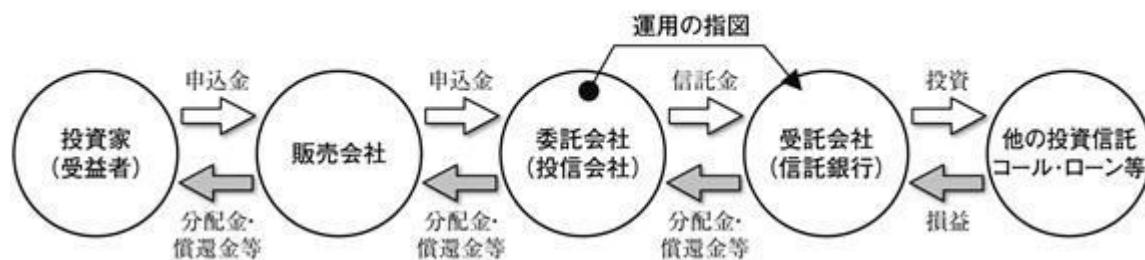 運用の指図
申込金
申込金
信託金
投資
投資家
(受益者)
販売会社
委託会社
(投信会社)
受託会社
(信託銀行)
他の投資信託
コール・ローン等
分配金・
償還金等
分配金・
償還金等
分配金・
償還金等
損益